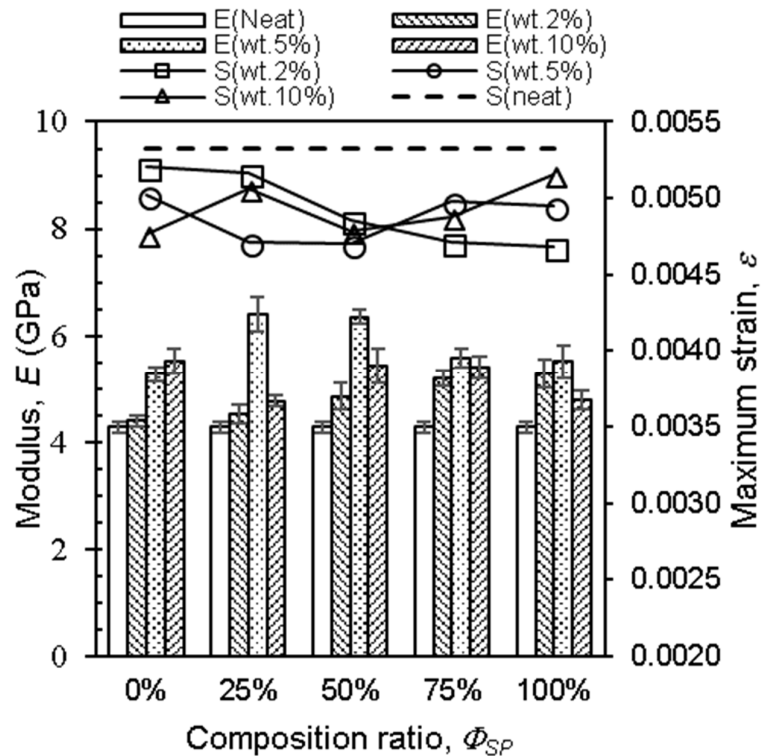 E(Neat) E(wt.2%)
E(wt.5%) E(wt.10%)
S(wt.2%) S(wt.5%)
S(wt.10%) S(neat)
10 0.0055
0.0050
8 0.0045
6 0.0040
4 0.0035
0.0030
2 0.0025
0 0.0020
Modulus, E (GPa)
Maximum strain, ε
0% 25% 50% 75% 100%
Composition ratio, ΦSP